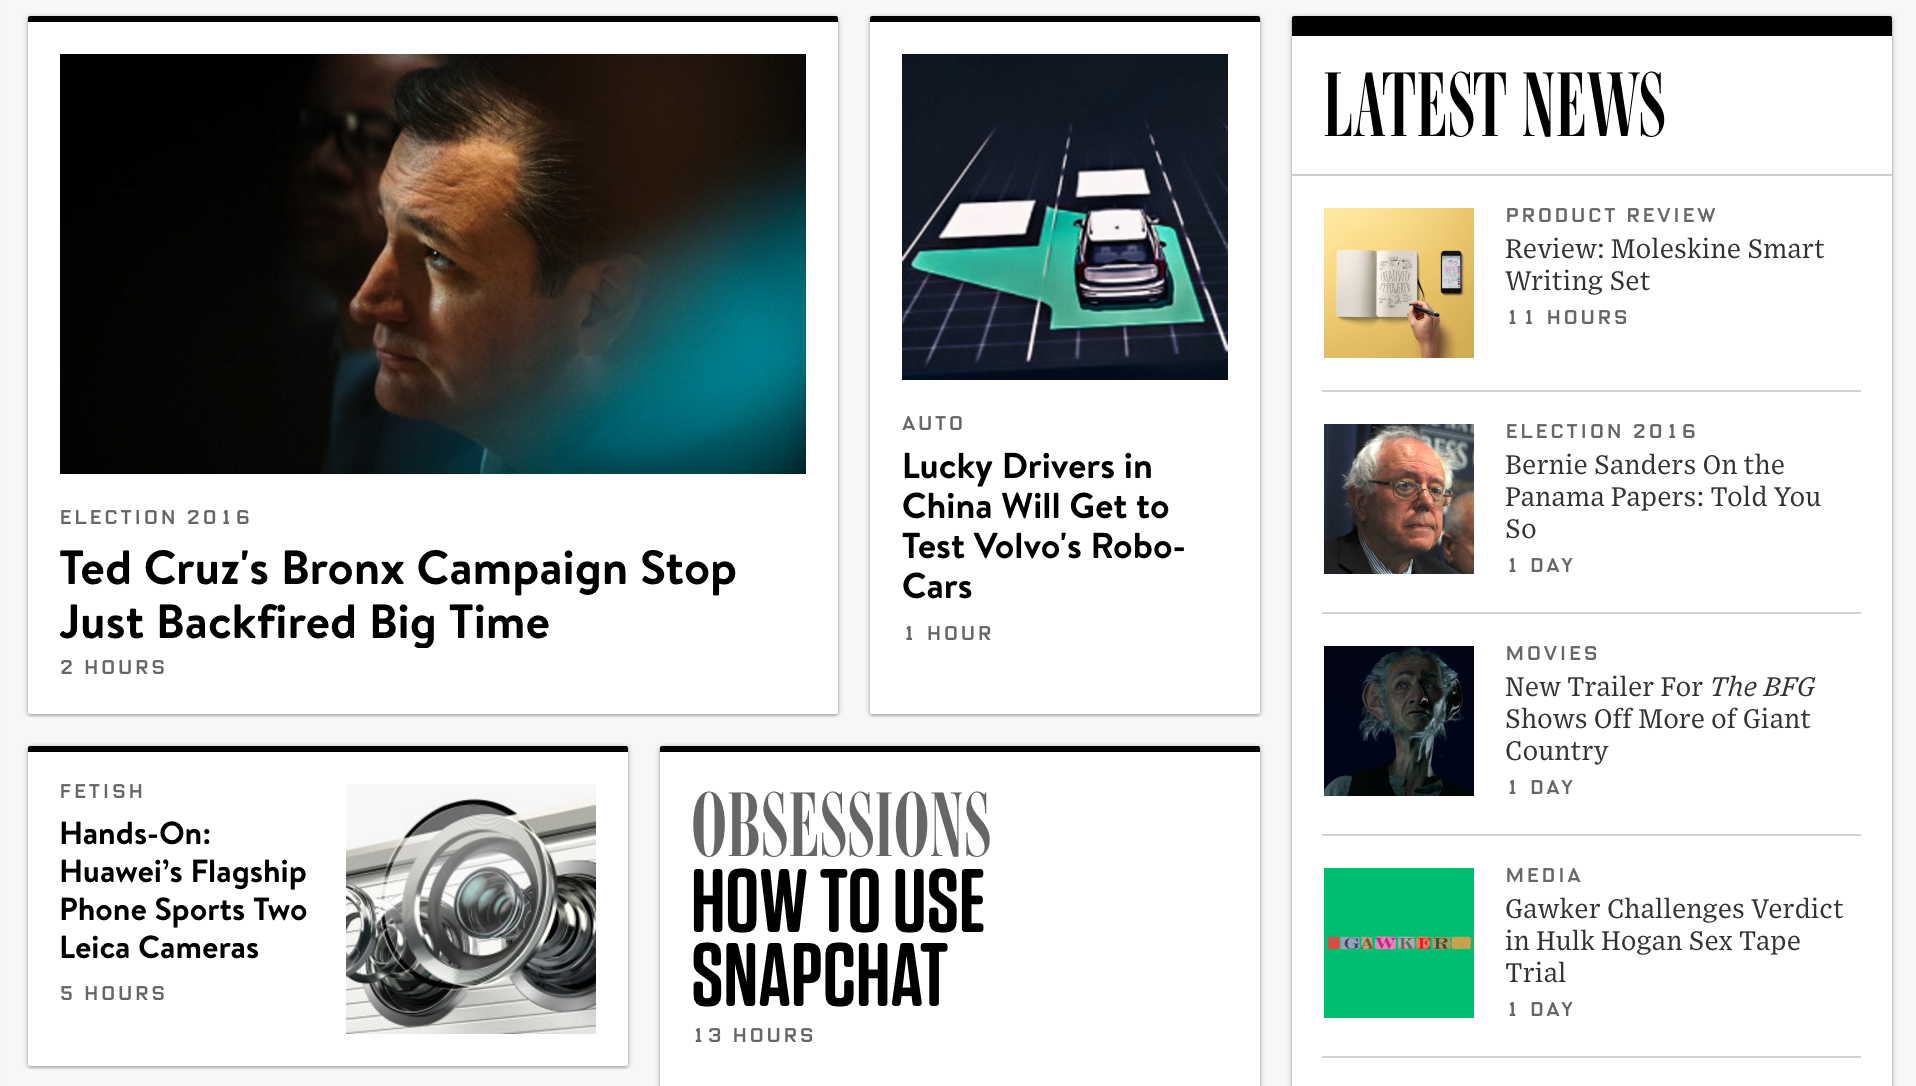 ELECTION 2016
Ted Cruz's Bronx Campaign Stop
Just Backfired Big Time
2 HOURS
AUTO
Lucky Drivers in
China Will Get to
Test Volvo's Robo-
Cars
1 HOUR
FETISH
Hands-On:
Huawei’s Flagship
Phone Sports Two
Leica Cameras
5 HOURS
OBSESSIONS
HOW TO USE
SNAPCHAT
13 HOURS
LATEST NEWS
PRODUCT REVIEW
Review: Moleskine Smart
Writing Set
11 HOURS
ELECTION 2016
Bernie Sanders On the
Panama Papers: Told You
So
1 DAY
MOVIES
New Trailer For The BFG
Shows Off More of Giant
Country
1 DAY
GAWKER
MEDIA
Gawker Challenges Verdict
in Hulk Hogan Sex Tape
Trial
1 DAY